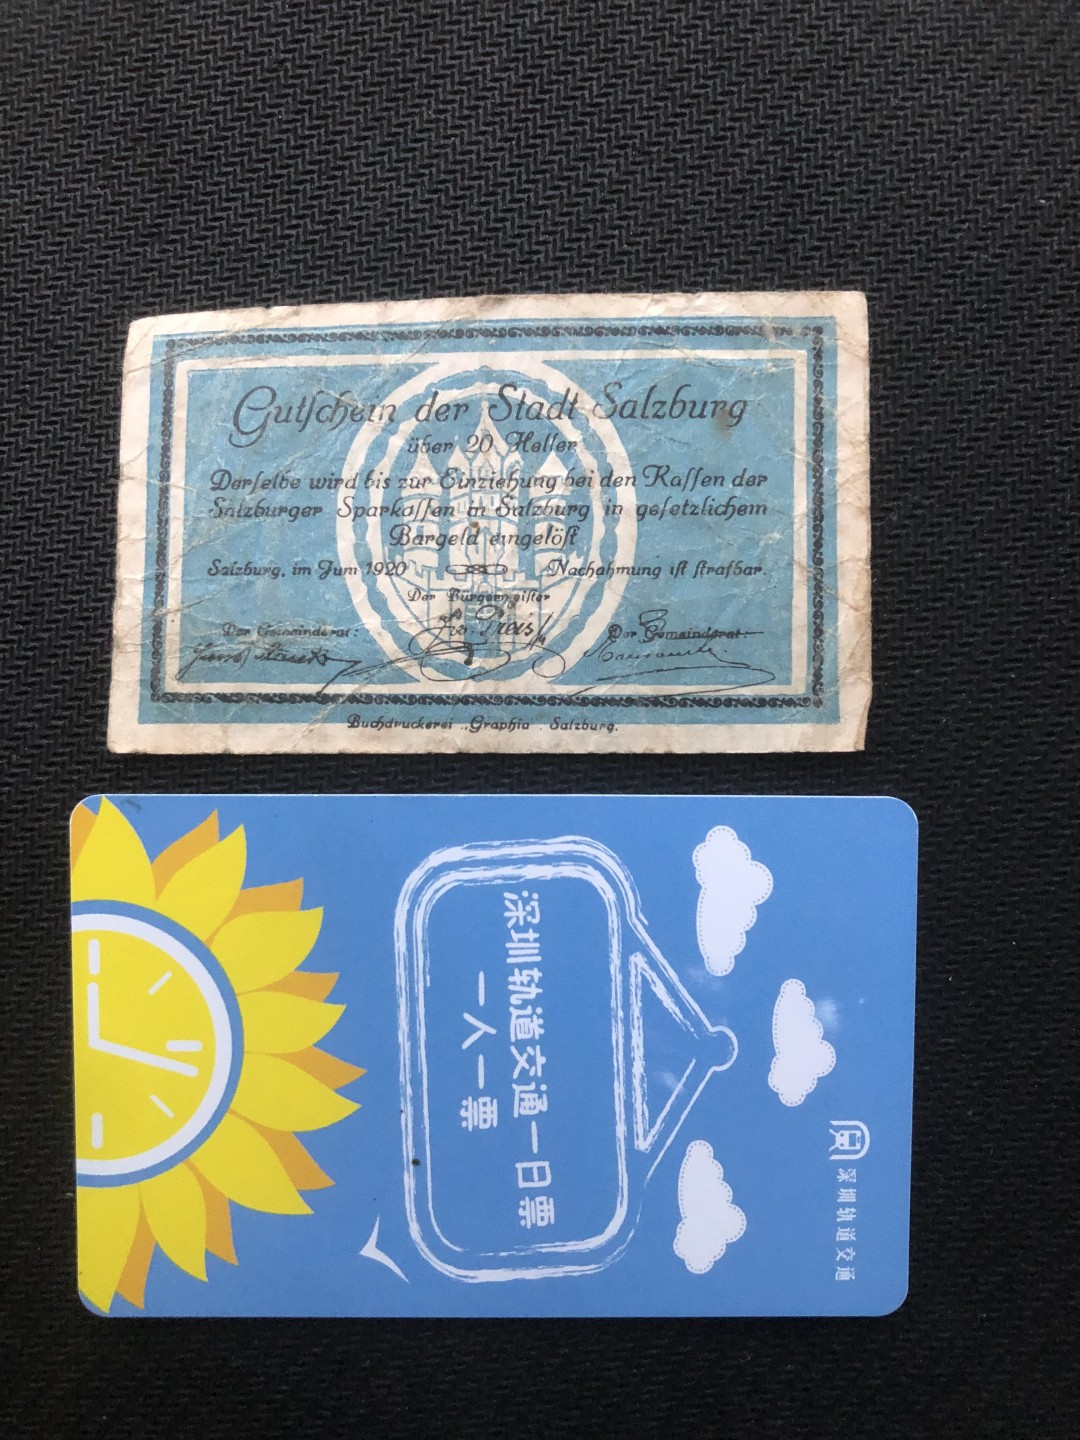 Gutschein der Stadt Salzburg
über 20 Heller
Derselbe wird bis zur Einziehung bei den Kassen der
Salzburger Sparkassen in Salzburg in gesetzlichem
Bargeld eingelöst
Salzburg, im Juni 1920 Nachahmung ist strafbar.
Der Bürgermeister
Der Gemeinderat: Der Gemeinderat:
Buchdruckerei „Graphia“ Salzburg.
深圳轨道交通
深圳轨道交通一日票
一人一票